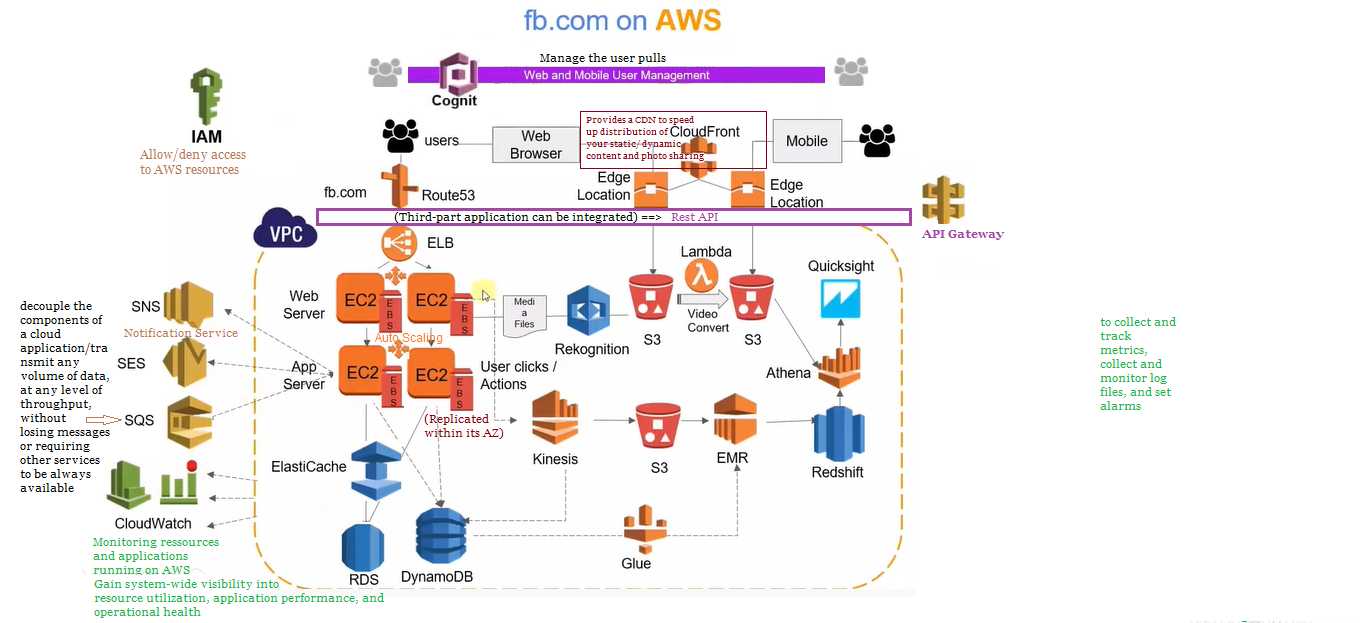 fb.com on AWS
Manage the user pulls
Web and Mobile User Management
Cognit
IAM
Allow/deny access
to AWS resources
users
Web
Browser
Provides a CDN to speed
up distribution of
your static/ dynamic
content and photo sharing
CloudFront
Mobile
fb.com
Route53
Edge
Location
Edge
Location
(Third-part application can be integrated) ==> Rest API
API Gateway
VPC
ELB
Lambda
Quicksight
Web
Server
EC2
EC2
EBS
EBS
Medi
a
Files
Rekognition
S3
Video
Convert
S3
decouple the
components of
a cloud
application/tra
nsmit any
volume of data,
at any level of
throughput,
without
losing messages
or requiring
other services
to be always
available
SNS
Notification Service
SES
SQS
Auto Scaling
App
Server
EC2
EC2
EBS
EBS
User clicks /
Actions
(Replicated
within its AZ)
Athena
to collect and
track
metrics,
collect and
monitor log
files, and set
alarms
Kinesis
S3
EMR
Redshift
ElastiCache
CloudWatch
Monitoring ressources
and applications
running on AWS
Gain system-wide visibility into
resource utilization, application performance, and
operational health
RDS
DynamoDB
Glue